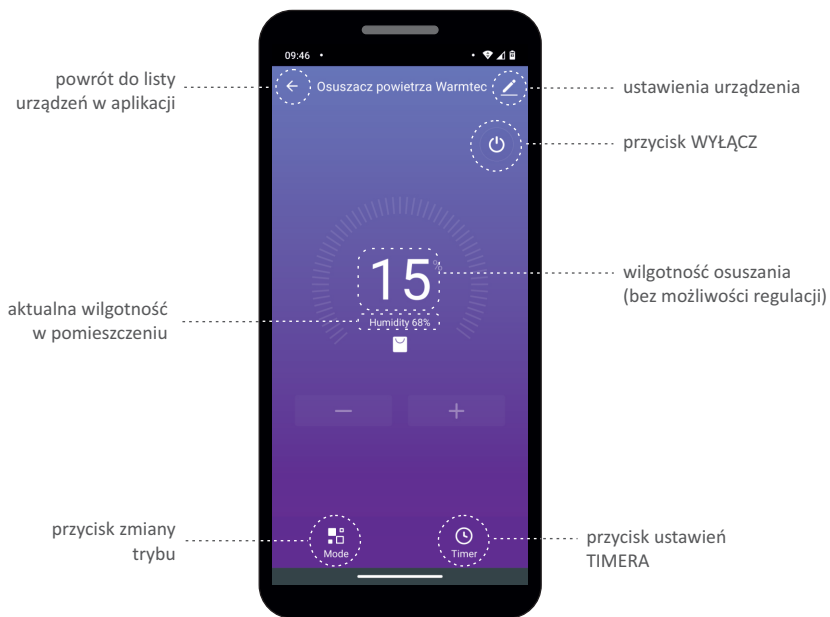 09:46
powrót do listy
urządzeń w aplikacji
Osuszacz powietrza Warmtec
ustawienia urządzenia
przycisk WYŁĄCZ
15%
wilgotność osuszania
(bez możliwości regulacji)
aktualna wilgotność
w pomieszczeniu
Humidity 68%
− +
przycisk zmiany
trybu
Mode
Timer
przycisk ustawień
TIMERA